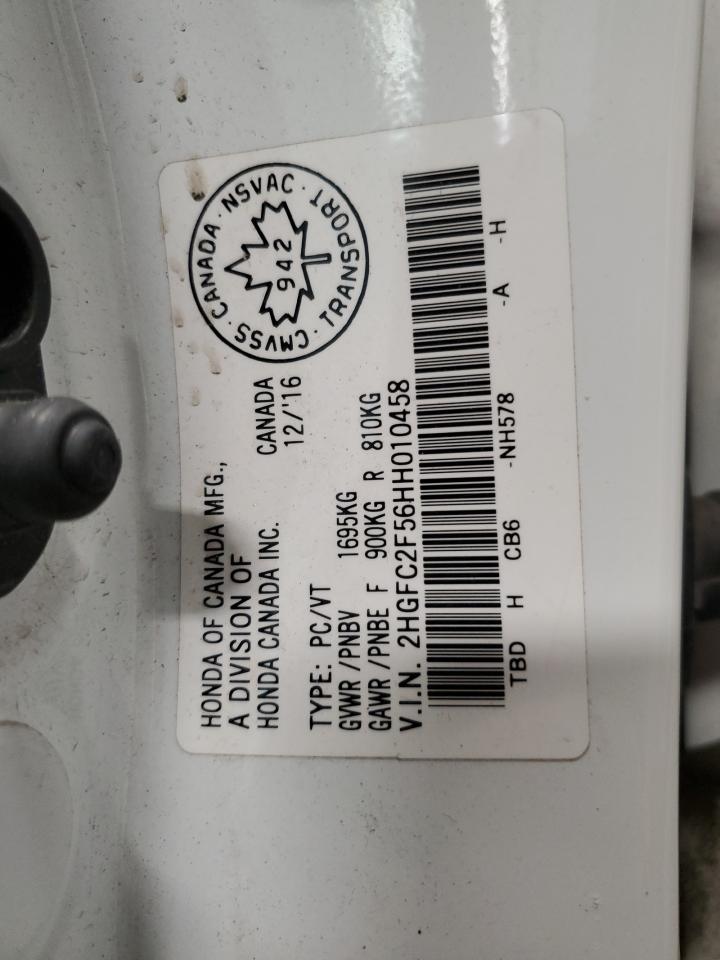 HONDA OF CANADA MFG.,
A DIVISION OF
HONDA CANADA INC.
CANADA
12/'16
CMVSS · CANADA · NSVAC · TRANSPORT ·
942
TYPE: PC/VT
GVWR /PNBV 1695KG
GAWR /PNBE F 900KG R 810KG
V.I.N. 2HGFC2F56HH010458
TBD H CB6 -NH578 -A -H